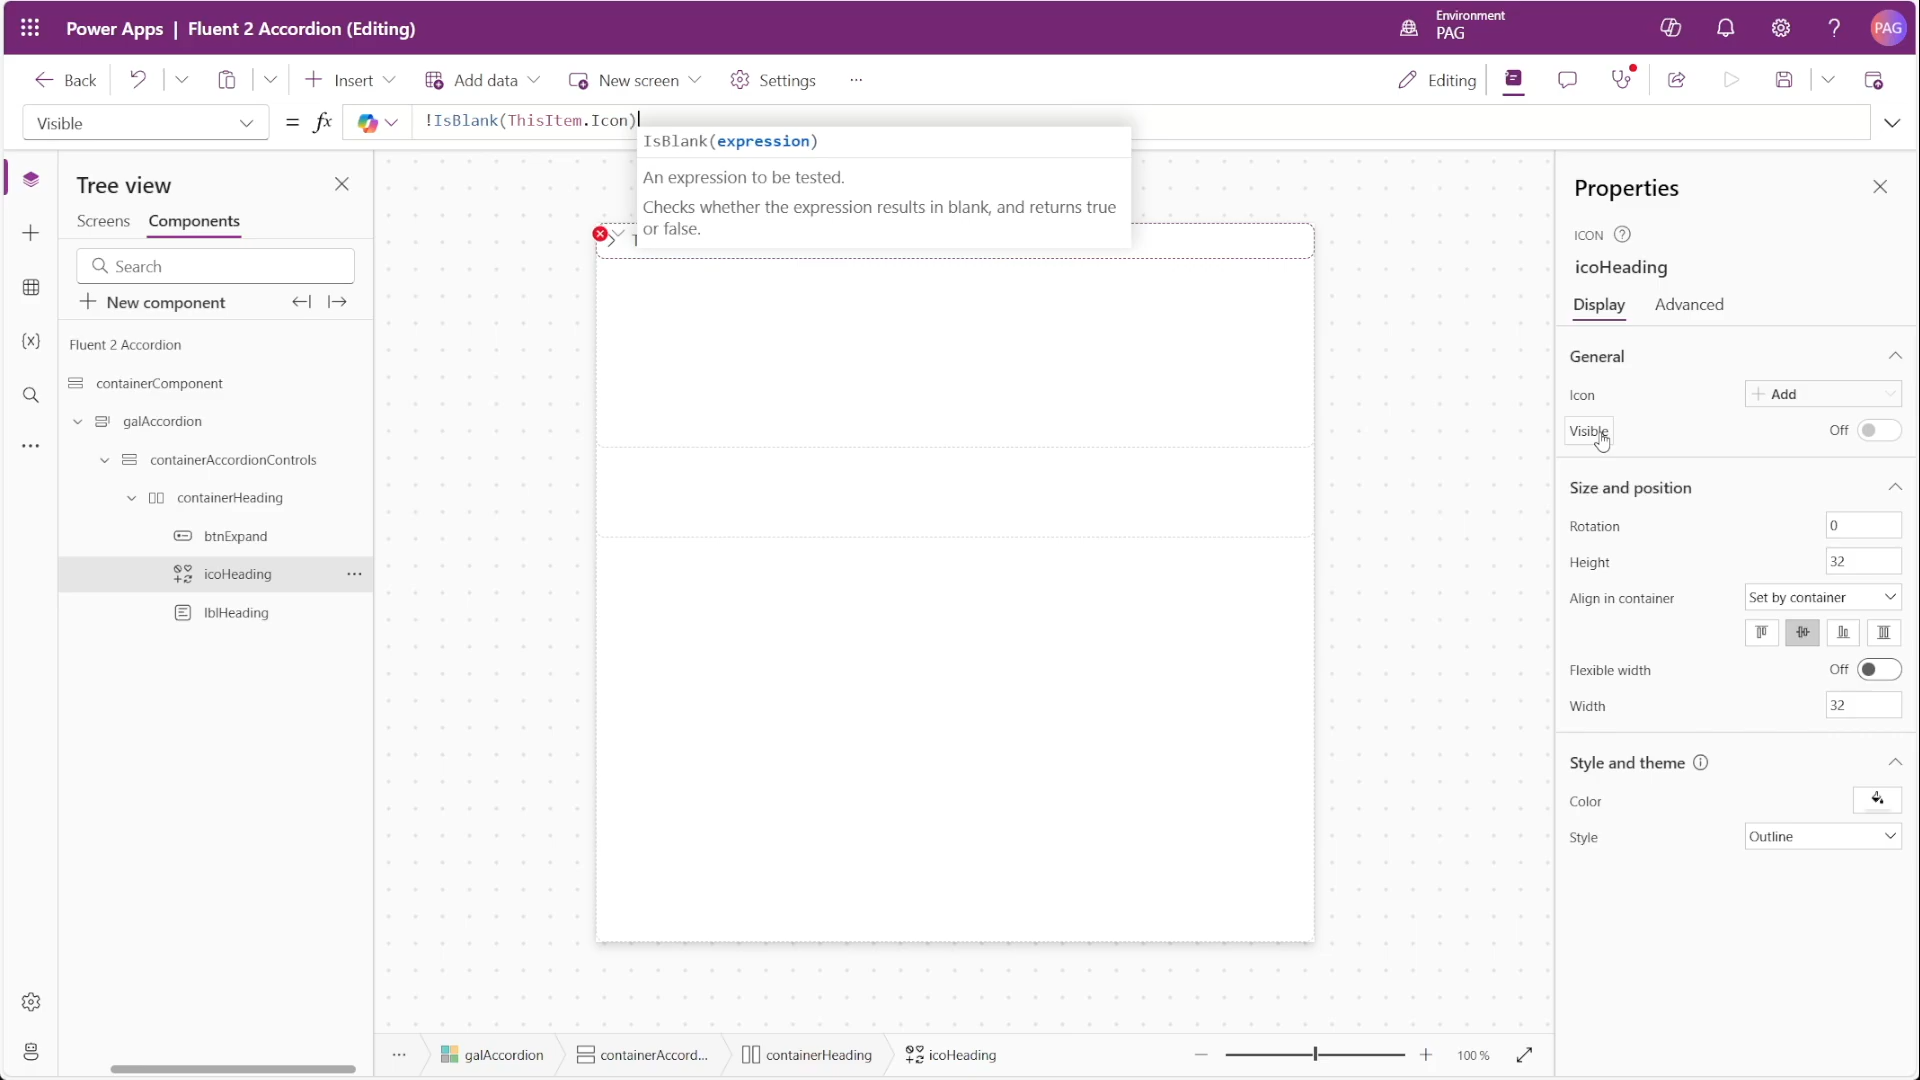 Power Apps | Fluent 2 Accordion (Editing)
Environment
PAG
PAG
Back
Insert
Add data
New screen
Settings
Editing
Visible
= fx
!IsBlank(ThisItem.Icon)
IsBlank(expression)
An expression to be tested.
Checks whether the expression results in blank, and returns true
or false.
Tree view
Screens
Components
Search
New component
Fluent 2 Accordion
containerComponent
galAccordion
containerAccordionControls
containerHeading
btnExpand
icoHeading
lblHeading
Properties
ICON
icoHeading
Display
Advanced
General
Icon
Add
Visible
Off
Size and position
Rotation
0
Height
32
Align in container
Set by container
Flexible width
Off
Width
32
Style and theme
Color
Style
Outline
galAccordion
containerAccord...
containerHeading
icoHeading
100 %